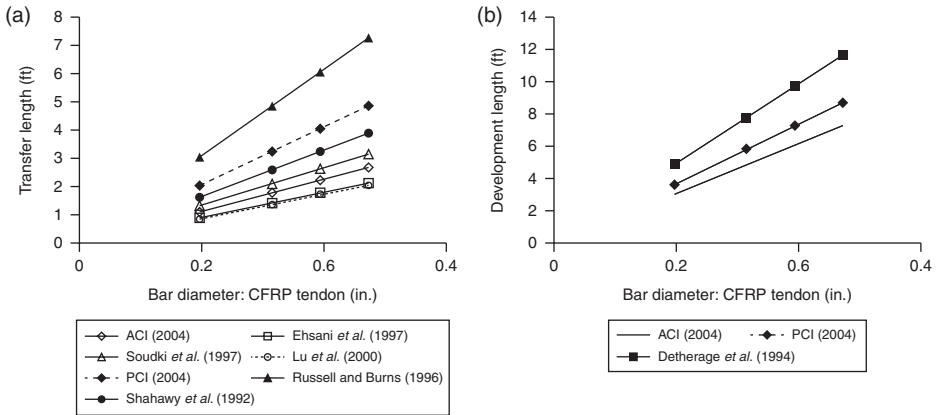 (a)
8
7
6
5
4
3
2
1
0
Transfer length (ft)
0 0.2 0.6 0.4
Bar diameter: CFRP tendon (in.)
ACI (2004) Ehsani et al. (1997)
Soudki et al. (1997) Lu et al. (2000)
PCI (2004) Russell and Burns (1996)
Shahawy et al. (1992)
(b)
14
12
10
8
6
4
2
0
Development length (ft)
0 0.2 0.6 0.4
Bar diameter: CFRP tendon (in.)
ACI (2004) PCI (2004)
Detherage et al. (1994)